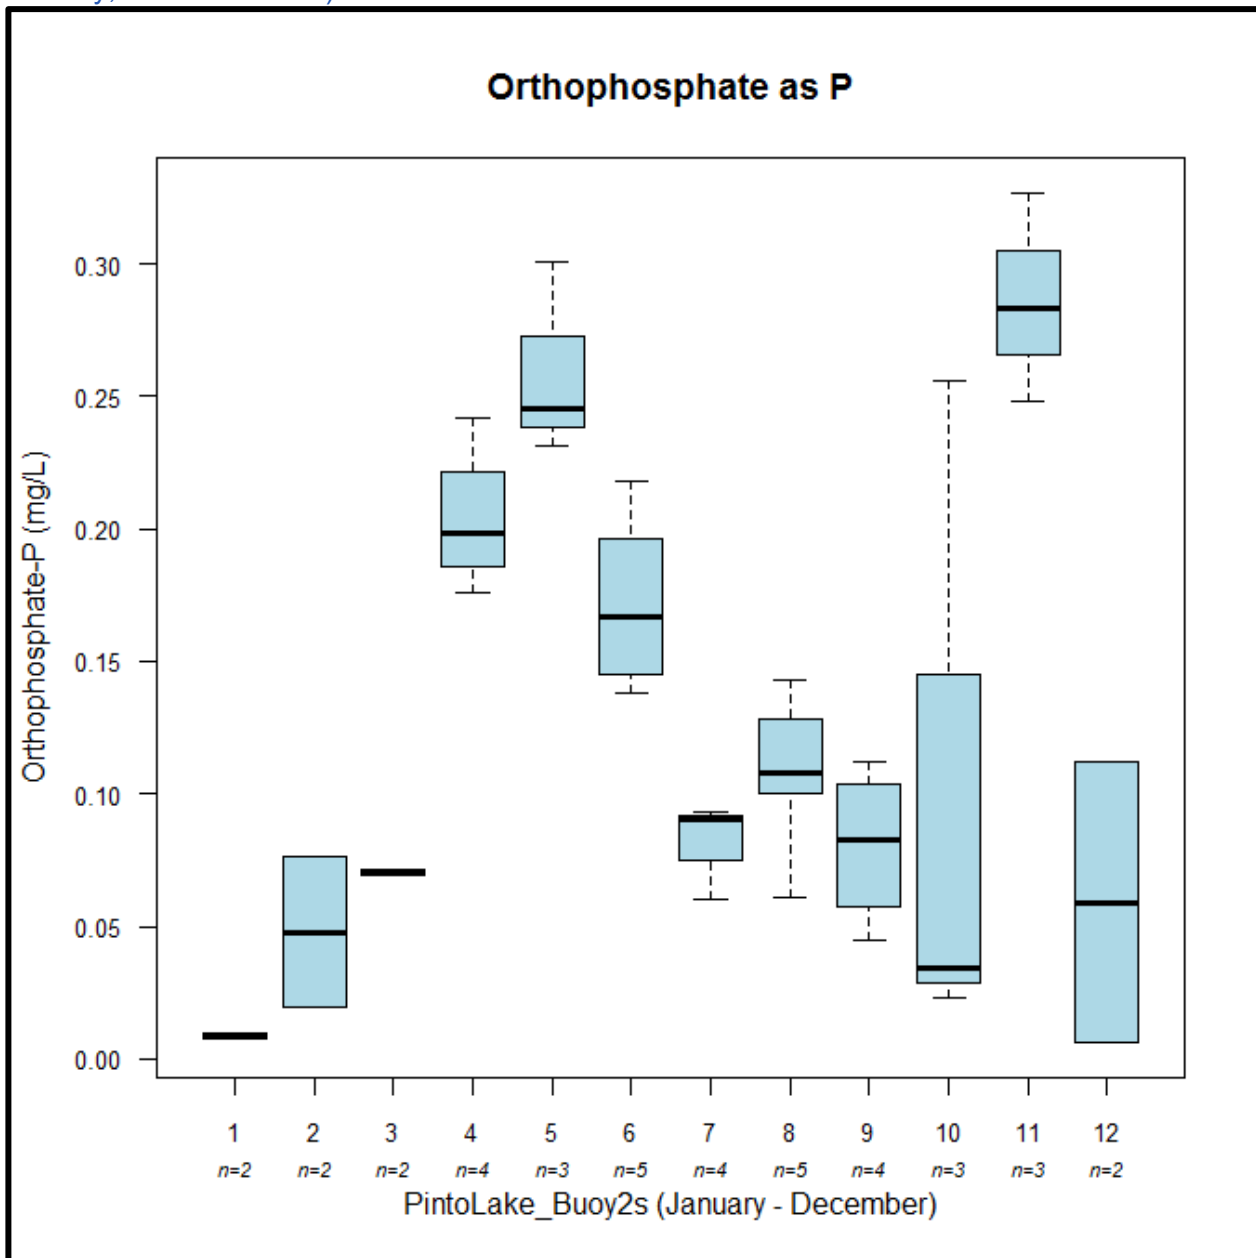 Orthophosphate as P
Orthophosphate-P (mg/L)
0.30
0.25
0.20
0.15
0.10
0.05
0.00
1 2 3 4 5 6 7 8 9 10 11 12
n=2 n=2 n=2 n=4 n=3 n=5 n=4 n=5 n=4 n=3 n=3 n=2
PintoLake_Buoy2s (January - December)